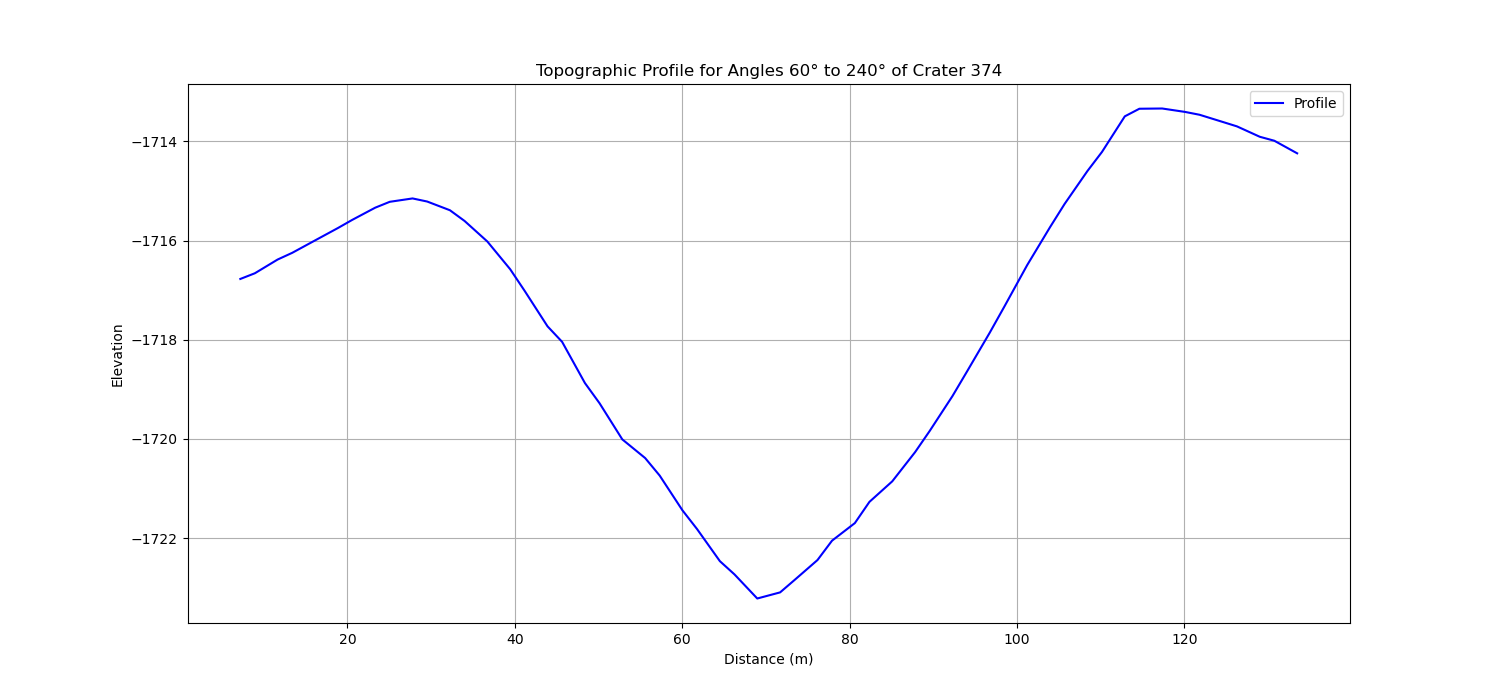 Topographic Profile for Angles 60° to 240° of Crater 374
Profile
−1714
−1716
−1718
−1720
−1722
Elevation
20 40 60 80 100 120
Distance (m)